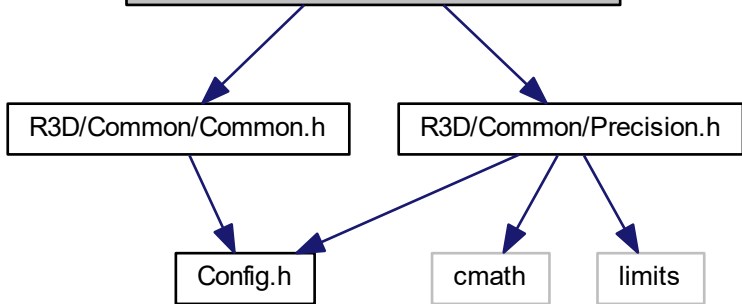 R3D/Common/Common.h
R3D/Common/Precision.h
Config.h
cmath
limits